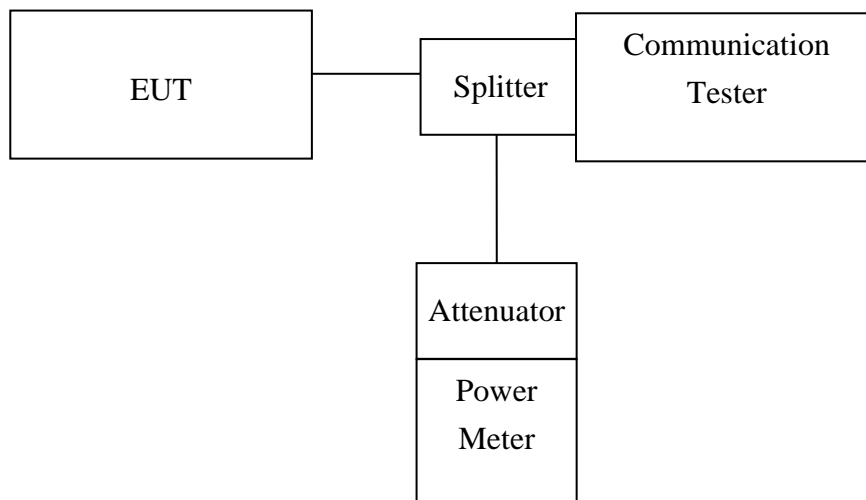 EUT
Splitter
Communication
Tester
Attenuator
Power
Meter